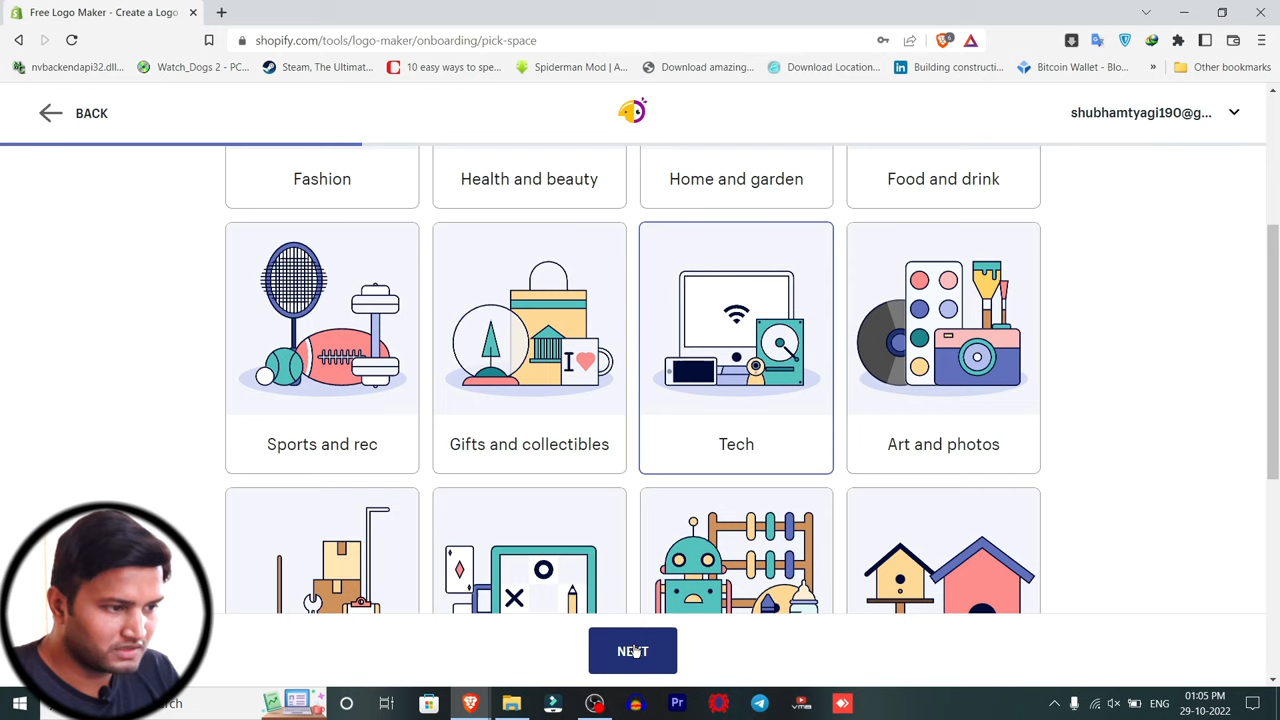 Free Logo Maker - Create a Logo
shopify.com/tools/logo-maker/onboarding/pick-space
6
nvbackendapi32.dll...
Watch_Dogs 2 - PC...
Steam, The Ultimat...
10 easy ways to spe...
Spiderman Mod | A...
Download amazing...
Download Location...
Building constructi...
Bitcoin Wallet - Blo...
Other bookmarks
BACK
shubhamtyagi190@g...
Fashion
Health and beauty
Home and garden
Food and drink
I
Sports and rec
Gifts and collectibles
Tech
Art and photos
NEXT
rch
Pr
ENG
01:05 PM
29-10-2022